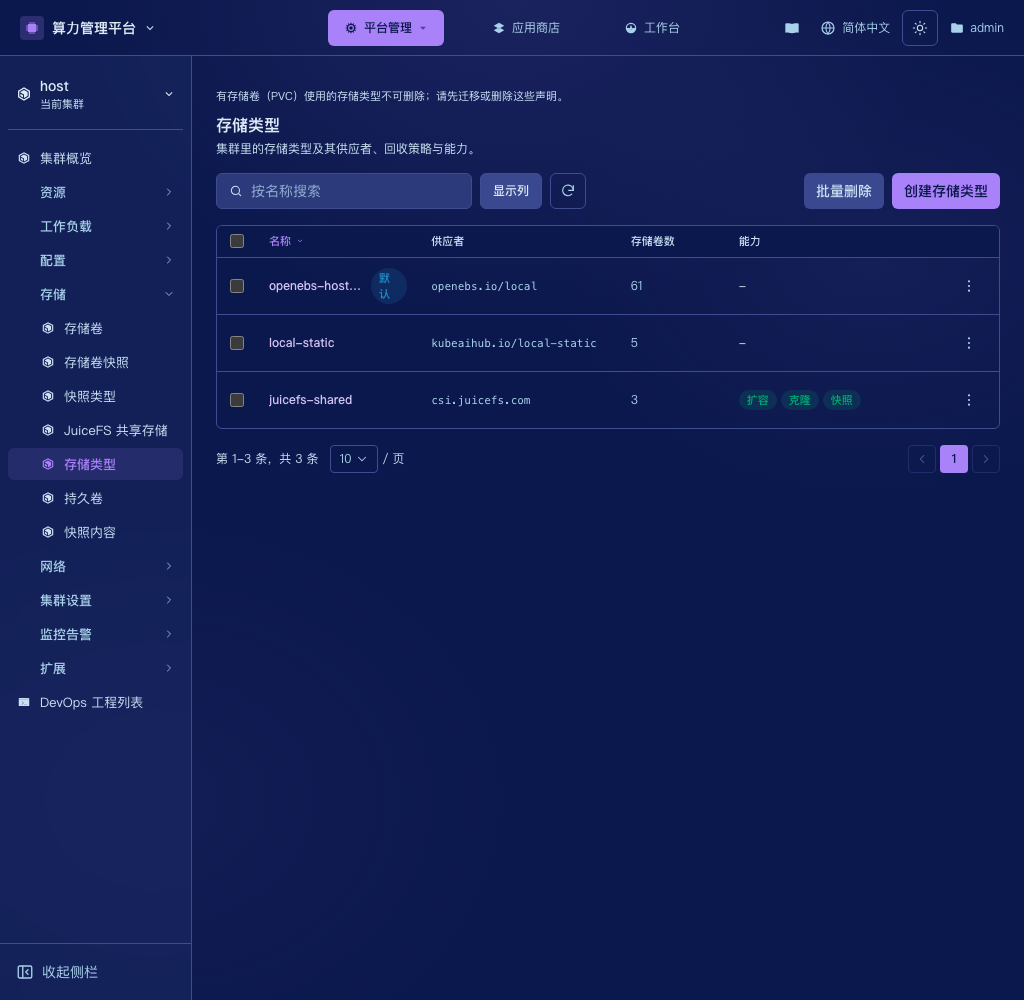 算力管理平台
平台管理
应用商店
工作台
简体中文
admin
host
当前集群
集群概览
资源
工作负载
配置
存储
存储卷
存储卷快照
快照类型
JuiceFS 共享存储
存储类型
持久卷
快照内容
网络
集群设置
监控告警
扩展
DevOps 工程列表
收起侧栏
有存储卷（PVC）使用的存储类型不可删除；请先迁移或删除这些声明。
存储类型
集群里的存储类型及其供应者、回收策略与能力。
按名称搜索
显示列
批量删除
创建存储类型
名称 供应者 存储卷数 能力
openebs-host... 默认 openebs.io/local 61 –
local-static kubeaihub.io/local-static 5 –
juicefs-shared csi.juicefs.com 3 扩容 克隆 快照
第 1–3 条，共 3 条 10 / 页 1